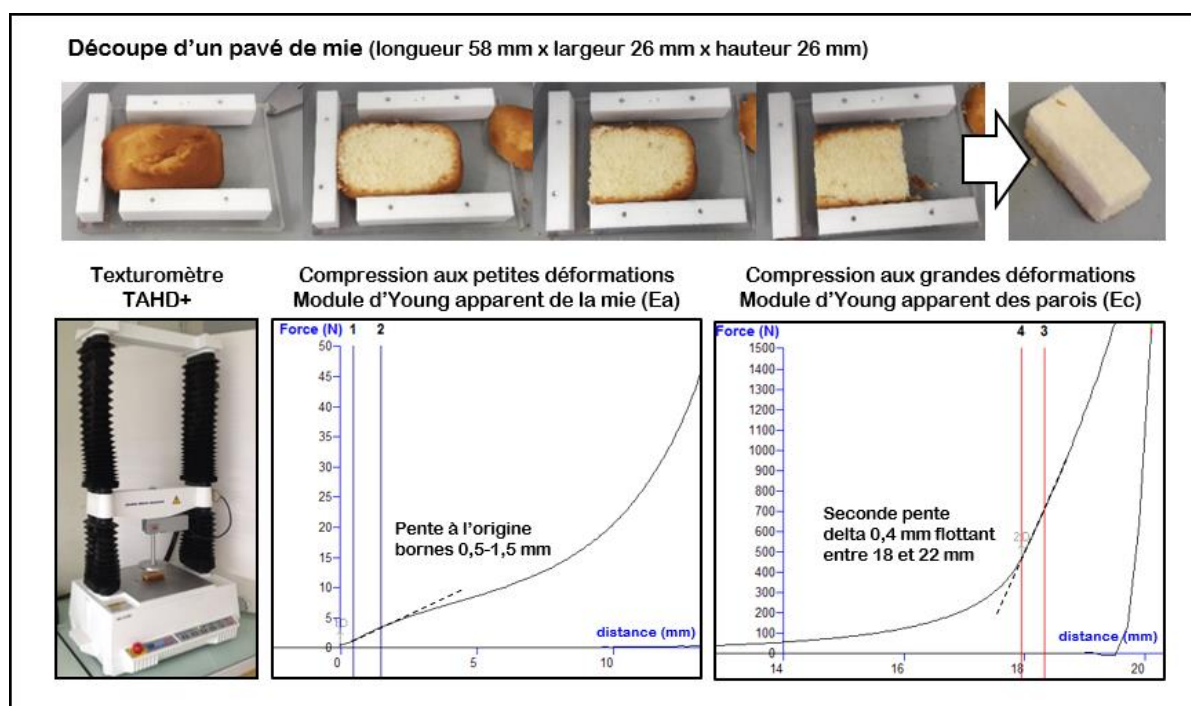 Découpe d'un pavé de mie (longueur 58 mm x largeur 26 mm x hauteur 26 mm)
Texturomètre
TAHD+
Compression aux petites déformations
Module d'Young apparent de la mie (Ea)
Compression aux grandes déformations
Module d'Young apparent des parois (Ec)
Force (N) 1 2
50
45
40
35
30
25
20
15
10
5
0
Pente à l'origine
bornes 0,5-1,5 mm
distance (mm)
0 5 10
Force (N) 4 3
1500
1400
1300
1200
1100
1000
900
800
700
600
500
400
300
200
100
0
Seconde pente
delta 0,4 mm flottant
entre 18 et 22 mm
distance (mm)
14 16 18 20